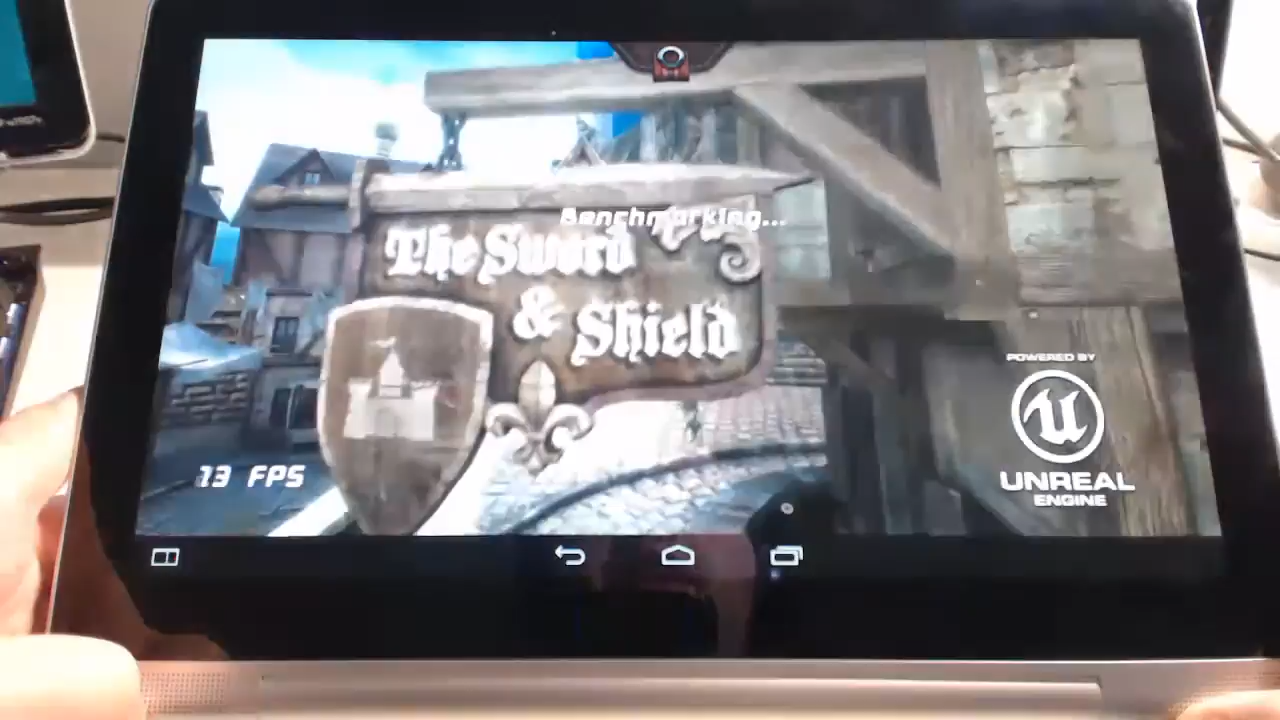 Benchmarking...
The Sword
& Shield
POWERED BY
UNREAL
ENGINE
13 FPS